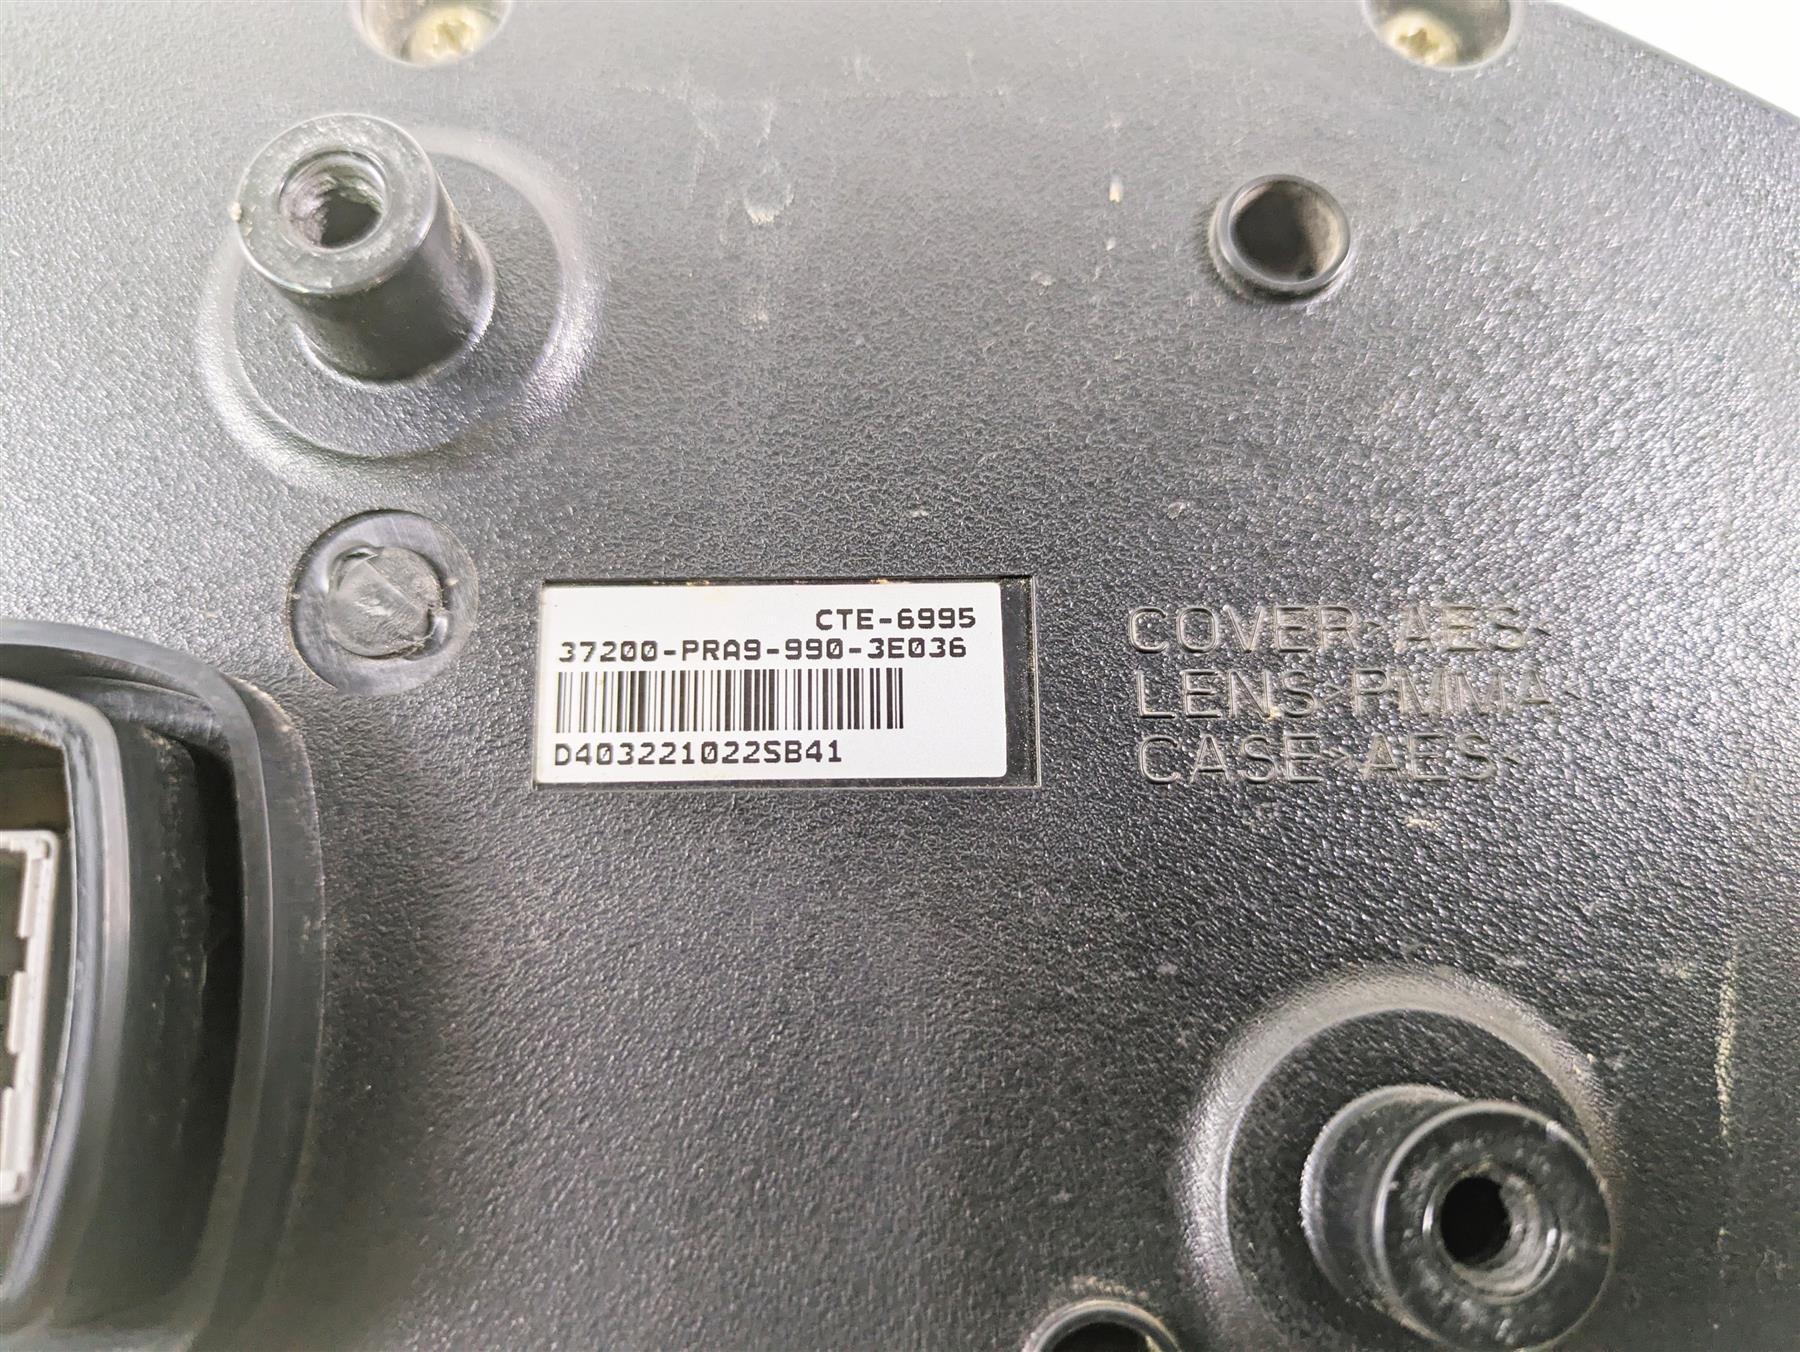 CTE-6995
37200-PRA9-990-3E036
D403221022SB41
COVER>AES<
LENS>PMMA<
CASE>AES<